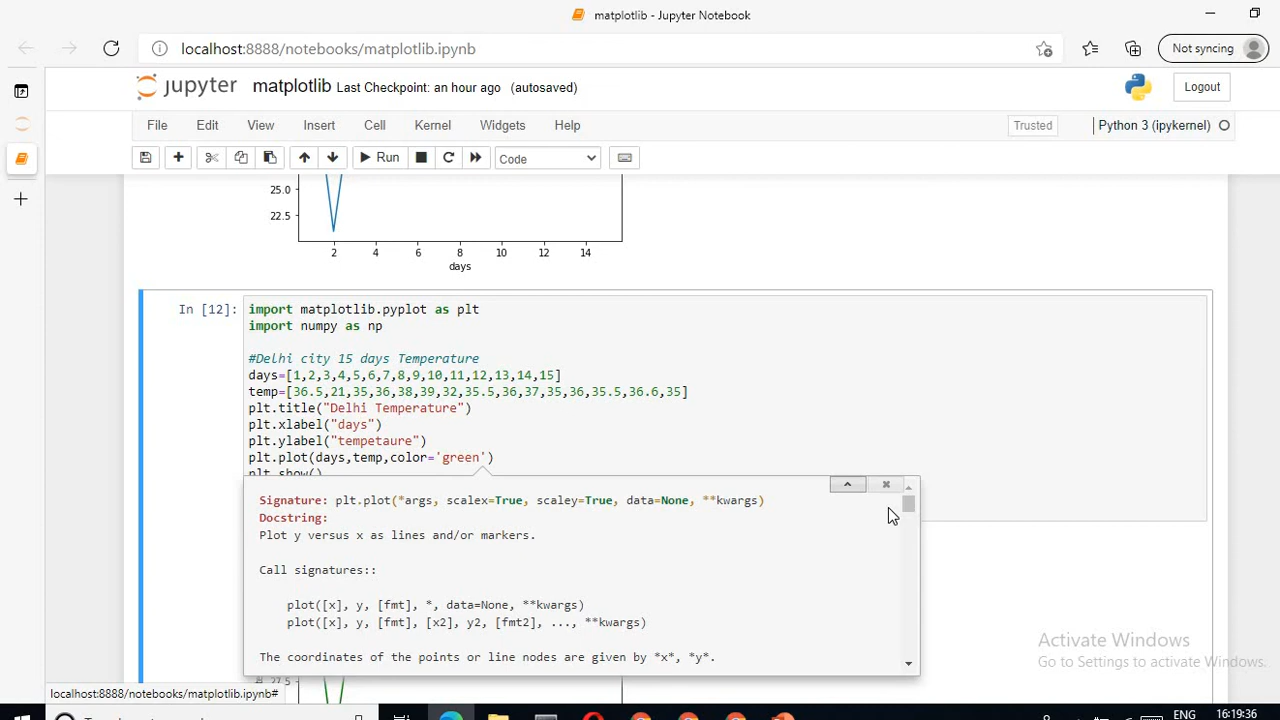 matplotlib - Jupyter Notebook
localhost:8888/notebooks/matplotlib.ipynb
Not syncing
jupyter matplotlib Last Checkpoint: an hour ago (autosaved)
Logout
File Edit View Insert Cell Kernel Widgets Help
Trusted
Python 3 (ipykernel)
Run
Code
25.0
22.5
2 4 6 8 10 12 14
days
In [12]:
import matplotlib.pyplot as plt
import numpy as np
#Delhi city 15 days Temperature
days=[1,2,3,4,5,6,7,8,9,10,11,12,13,14,15]
temp=[36.5,21,35,36,38,39,32,35.5,36,37,35,36,35.5,36.6,35]
plt.title("Delhi Temperature")
plt.xlabel("days")
plt.ylabel("tempetaure")
plt.plot(days,temp,color='green')
plt.show()
Signature: plt.plot(*args, scalex=True, scaley=True, data=None, **kwargs)
Docstring:
Plot y versus x as lines and/or markers.
Call signatures::
plot([x], y, [fmt], *, data=None, **kwargs)
plot([x], y, [fmt], [x2], y2, [fmt2], ..., **kwargs)
The coordinates of the points or line nodes are given by *x*, *y*.
Activate Windows
Go to Settings to activate Windows.
27.5
localhost:8888/notebooks/matplotlib.ipynb#
ENG
16:19:36